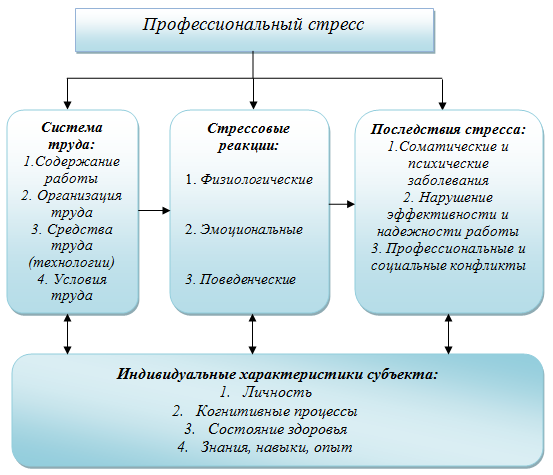 Профессиональный стресс
Система
труда:
1.Содержание
работы
2. Организация
труда
3. Средства
труда
(технологии)
4. Условия
труда
Стрессовые
реакции:
1. Физиологические
2. Эмоциональные
3. Поведенческие
Последствия стресса:
1.Соматические и
психические
заболевания
2. Нарушение
эффективности и
надежности работы
3. Профессиональные и
социальные конфликты
Индивидуальные характеристики субъекта:
1. Личность
2. Когнитивные процессы
3. Состояние здоровья
4. Знания, навыки, опыт